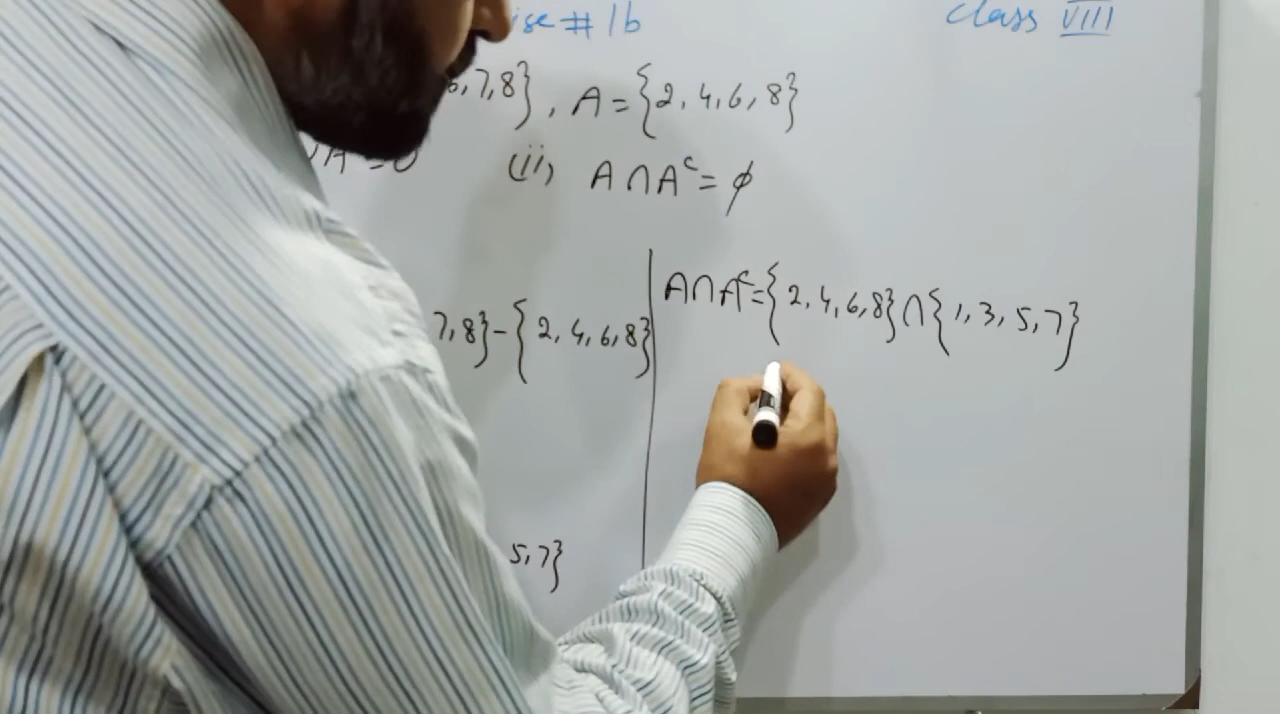 ise # 1b Class VIII
6,7,8}, A = {2, 4, 6, 8}
(ii) A ∩ Aᶜ = ϕ
7, 8} - {2, 4, 6, 8}
A∩Aᶜ = {2, 4, 6, 8} ∩ {1, 3, 5, 7}
5, 7}